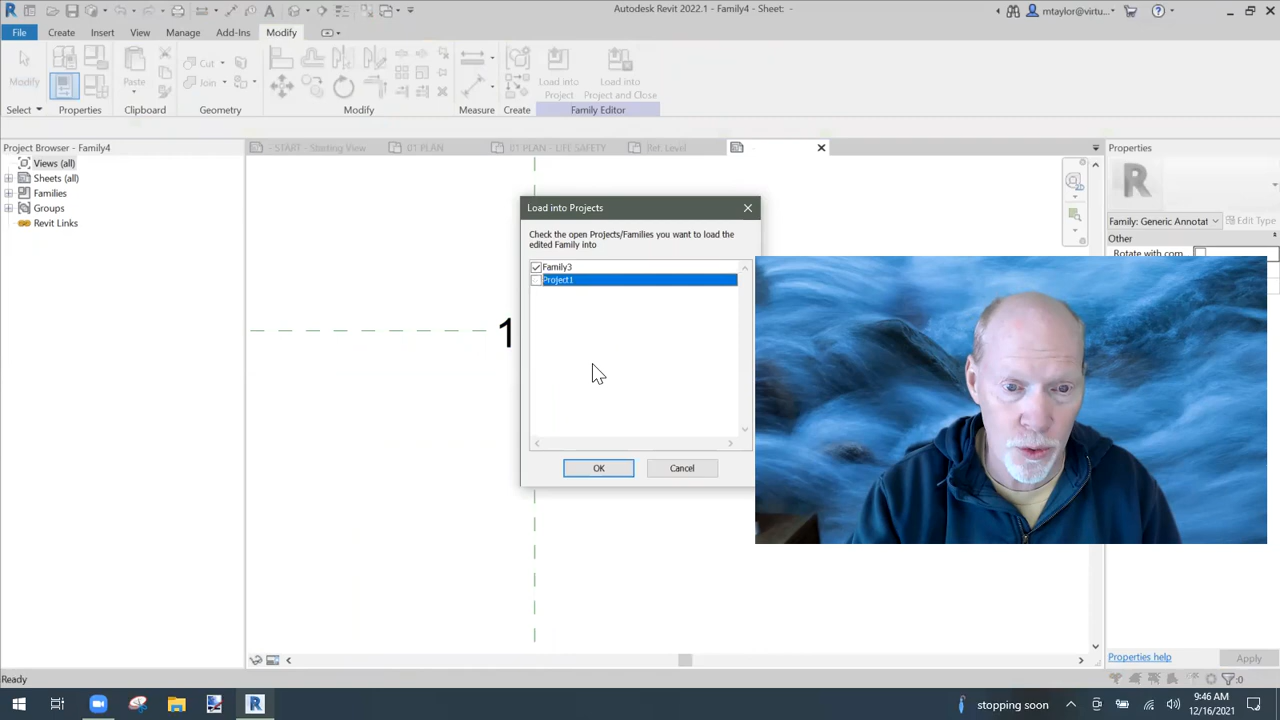 Autodesk Revit 2022.1 - Family4 - Sheet: -
mtaylor@virtu...
File Create Insert View Manage Add-Ins Modify
Modify
Paste
Cut
Join
Load into Project
Load into Project and Close
Select Properties Clipboard Geometry Modify Measure Create Family Editor
Project Browser - Family4
- START - Starting View
01 PLAN
01 PLAN - LIFE SAFETY
Ref. Level
-
Properties
Views (all)
Sheets (all)
Families
Groups
Revit Links
R
Family: Generic Annotat
Edit Type
Other
Rotate with com
Load into Projects
Check the open Projects/Families you want to load the
edited Family into
Family3
Project1
1
OK Cancel
Properties help
Apply
Ready
:0
stopping soon
9:46 AM
12/16/2021